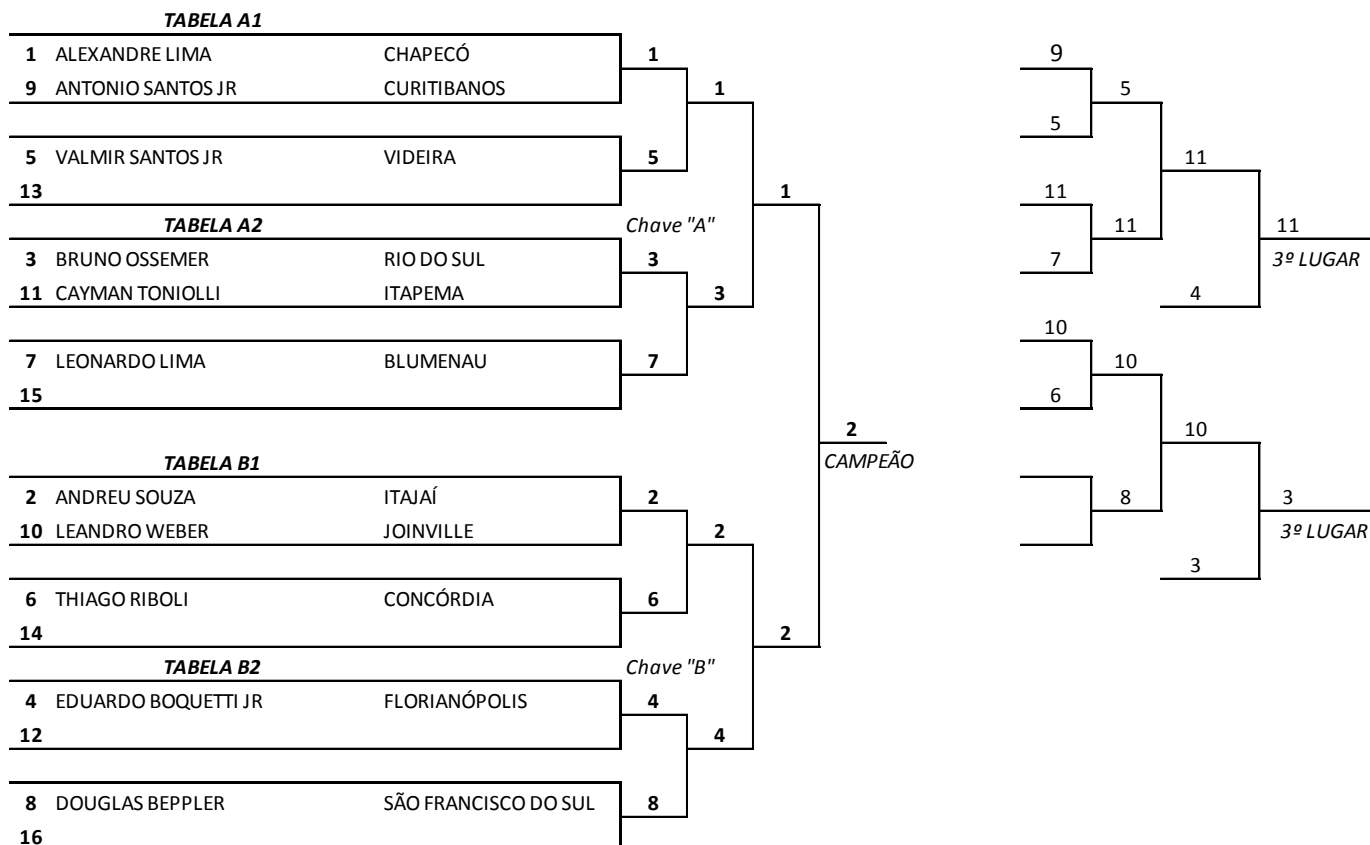 TABELA A1
1 ALEXANDRE LIMA CHAPECÓ 1 9
9 ANTONIO SANTOS JR CURITIBANOS 1 5
5
5 VALMIR SANTOS JR VIDEIRA 5 11
13 1 11
TABELA A2 Chave "A" 11 11
3 BRUNO OSSEMER RIO DO SUL 3 7 3º LUGAR
11 CAYMAN TONIOLLI ITAPEMA 3 4
10
7 LEONARDO LIMA BLUMENAU 7 10
15 6
2 10
TABELA B1 CAMPEÃO
2 ANDREU SOUZA ITAJAÍ 2 8 3
10 LEANDRO WEBER JOINVILLE 2 3º LUGAR
3
6 THIAGO RIBOLI CONCÓRDIA 6
14 2
TABELA B2 Chave "B"
4 EDUARDO BOQUETTI JR FLORIANÓPOLIS 4
12 4
8 DOUGLAS BEPPLER SÃO FRANCISCO DO SUL 8
16